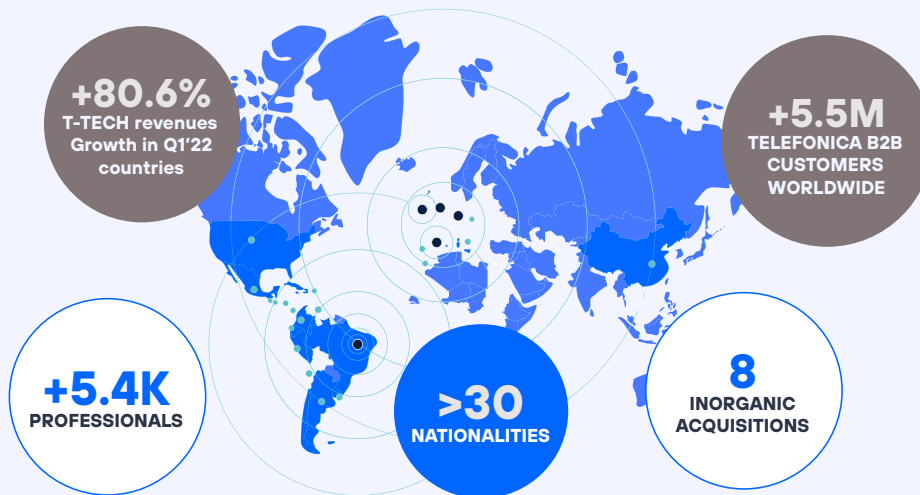 +80.6%
T-TECH revenues
Growth in Q1'22
countries
+5.5M
TELEFONICA B2B
CUSTOMERS
WORLDWIDE
+5.4K
PROFESSIONALS
>30
NATIONALITIES
8
INORGANIC
ACQUISITIONS